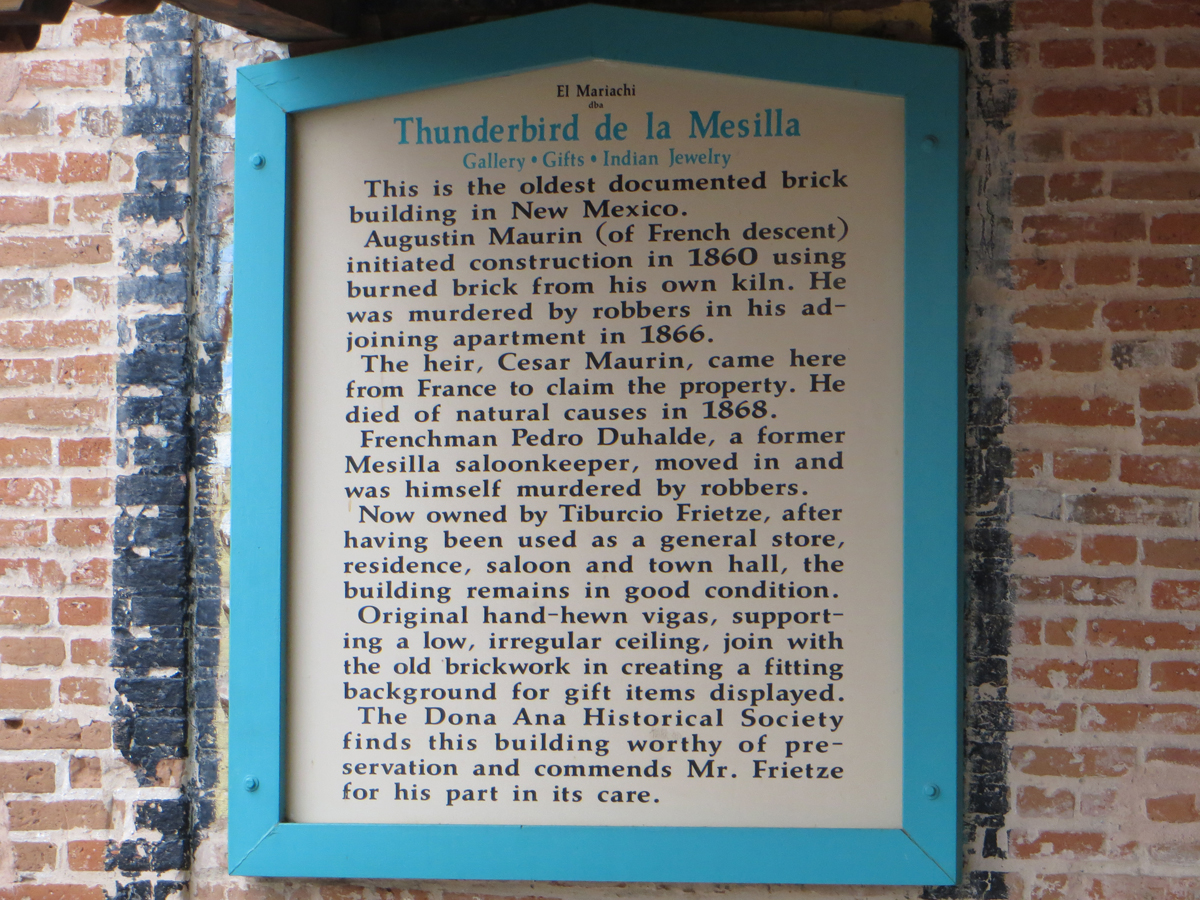 El Mariachi
dba
Thunderbird de la Mesilla
Gallery • Gifts • Indian Jewelry
This is the oldest documented brick
building in New Mexico.
Augustin Maurin (of French descent)
initiated construction in 1860 using
burned brick from his own kiln. He
was murdered by robbers in his ad-
joining apartment in 1866.
The heir, Cesar Maurin, came here
from France to claim the property. He
died of natural causes in 1868.
Frenchman Pedro Duhalde, a former
Mesilla saloonkeeper, moved in and
was himself murdered by robbers.
Now owned by Tiburcio Frietze, after
having been used as a general store,
residence, saloon and town hall, the
building remains in good condition.
Original hand-hewn vigas, support-
ing a low, irregular ceiling, join with
the old brickwork in creating a fitting
background for gift items displayed.
The Dona Ana Historical Society
finds this building worthy of pre-
servation and commends Mr. Frietze
for his part in its care.